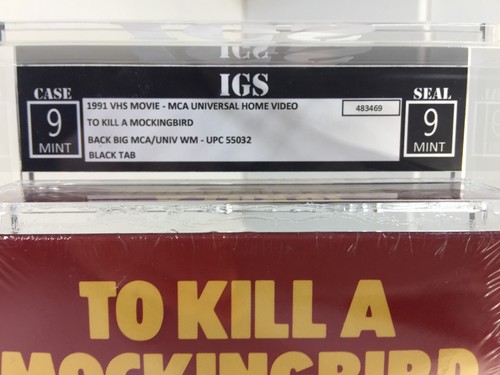 IGS
CASE
9
MINT
1991 VHS MOVIE - MCA UNIVERSAL HOME VIDEO
483469
TO KILL A MOCKINGBIRD
BACK BIG MCA/UNIV WM - UPC 55032
BLACK TAB
SEAL
9
MINT
TO KILL A
MOCKINGBIRD